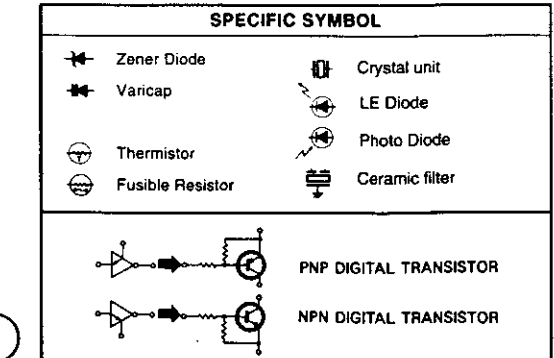 SPECIFIC SYMBOL
Zener Diode
Varicap
Thermistor
Fusible Resistor
Crystal unit
LE Diode
Photo Diode
Ceramic filter
PNP DIGITAL TRANSISTOR
NPN DIGITAL TRANSISTOR